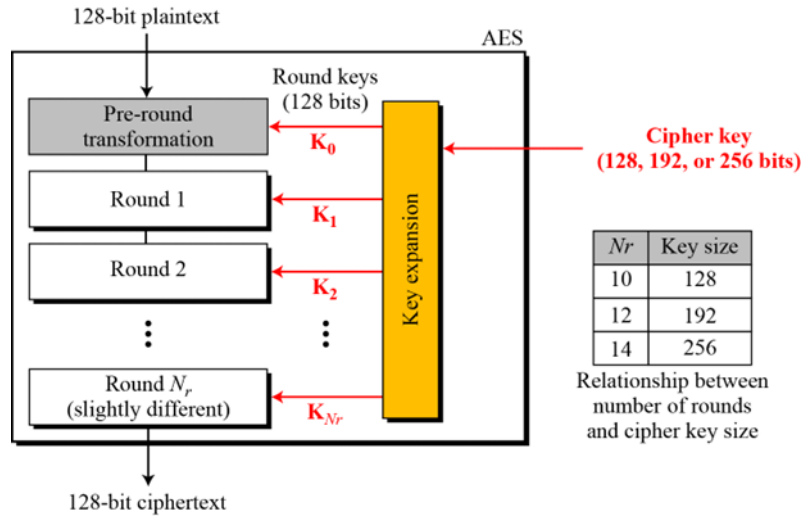 128-bit plaintext
AES
Round keys
(128 bits)
Pre-round
transformation
K0
Cipher key
(128, 192, or 256 bits)
Round 1
K1
Round 2
K2
Key expansion
Nr Key size
10 128
12 192
14 256
Relationship between
number of rounds
and cipher key size
Round Nr
(slightly different)
KNr
128-bit ciphertext